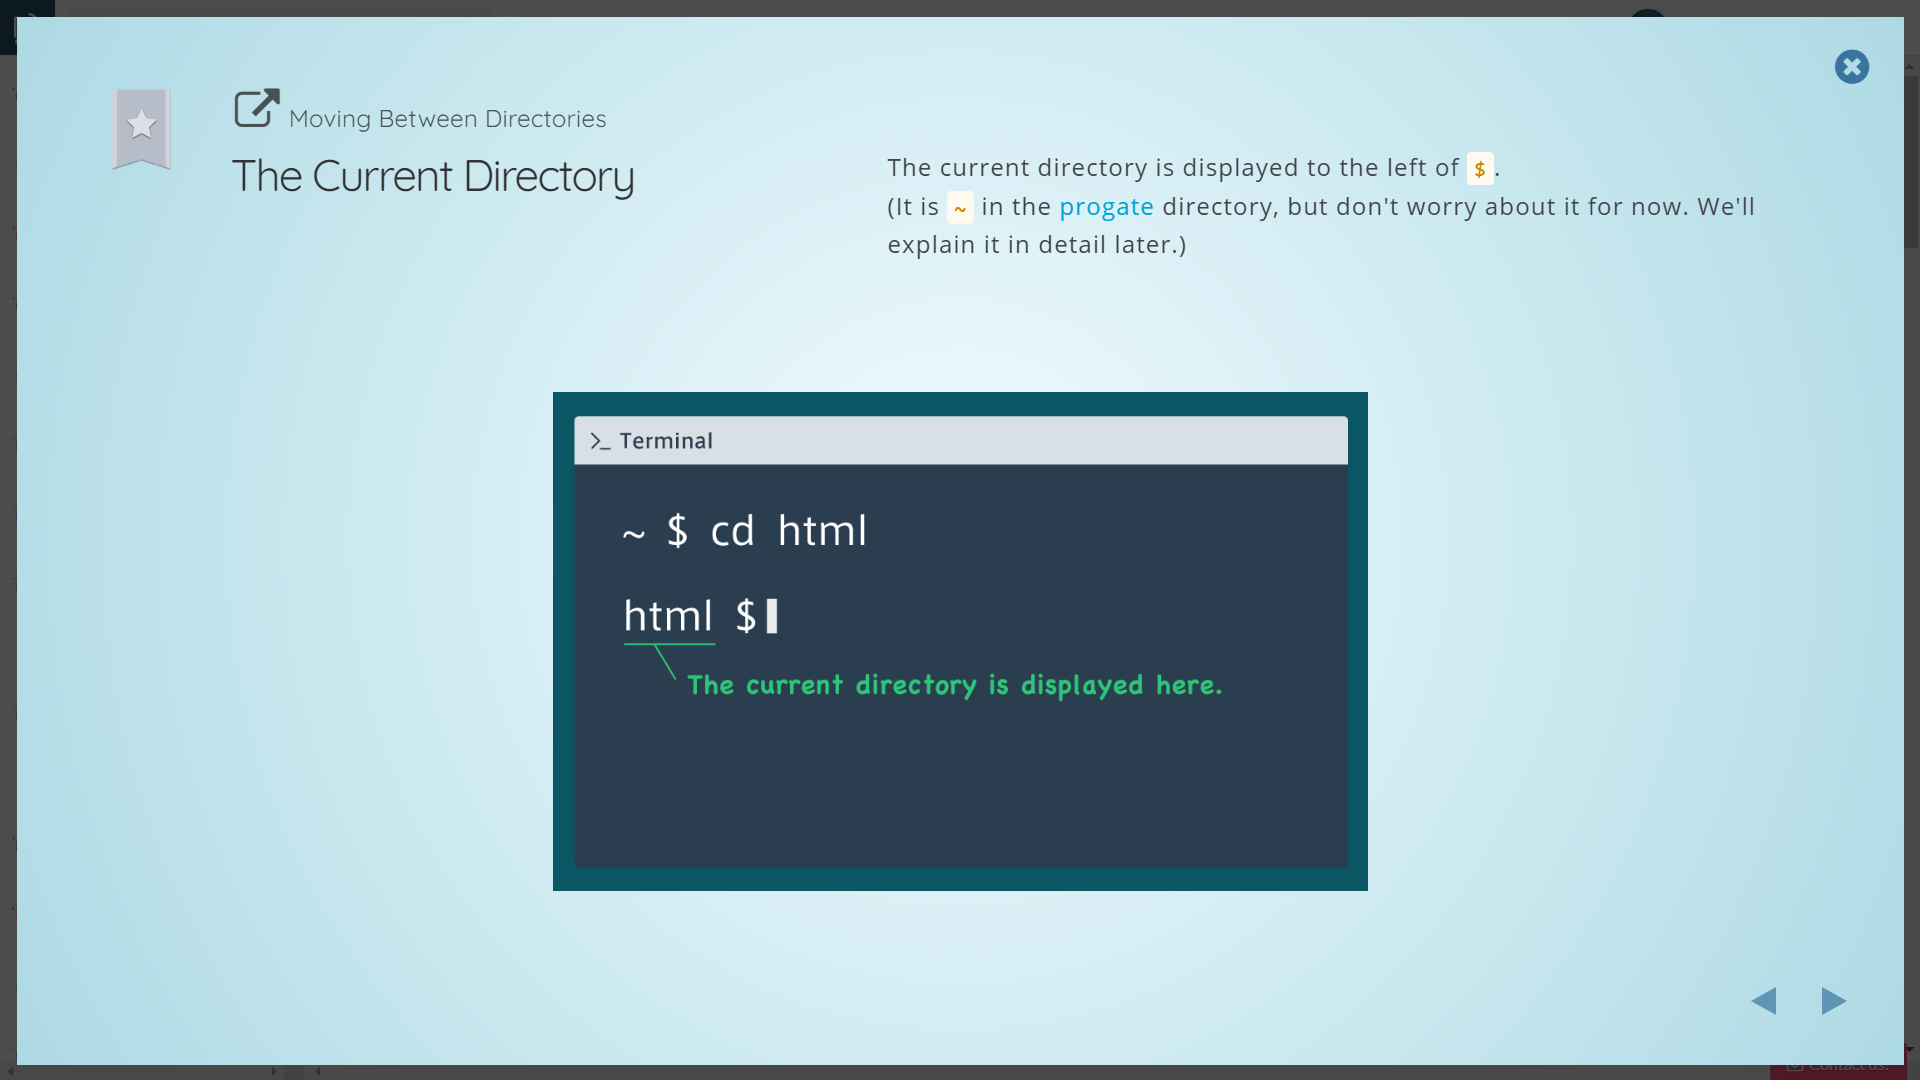 Moving Between Directories
The Current Directory
The current directory is displayed to the left of $.
(It is ~ in the progate directory, but don't worry about it for now. We'll
explain it in detail later.)
>_ Terminal
~ $ cd html
html $
The current directory is displayed here.
Contact us!